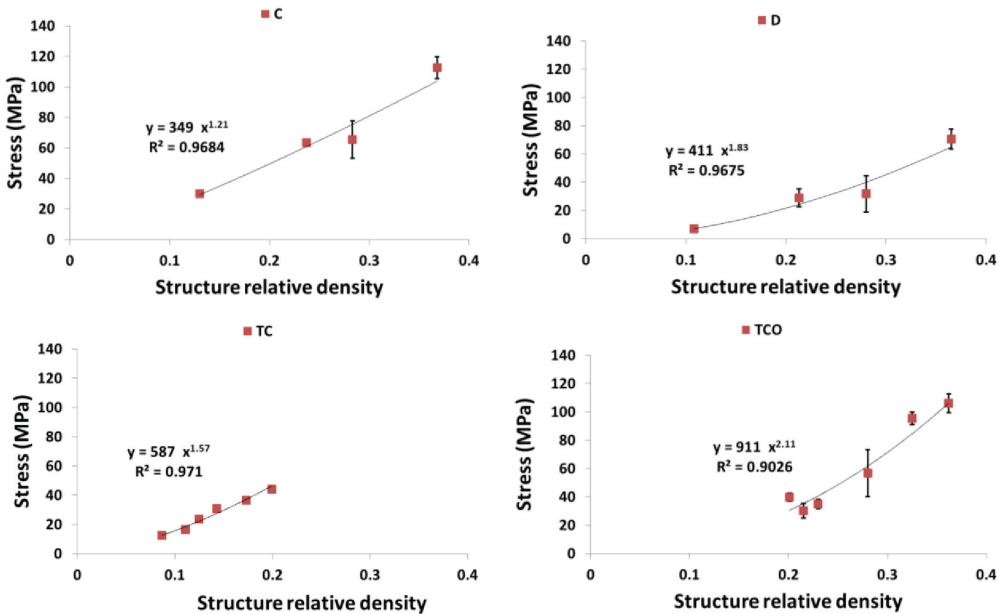 C
140
120
100
80
60
40
20
0
Stress (MPa)
y = 349 x^1.21
R² = 0.9684
0 0.1 0.2 0.3 0.4
Structure relative density
D
140
120
100
80
60
40
20
0
Stress (MPa)
y = 411 x^1.83
R² = 0.9675
0 0.1 0.2 0.3 0.4
Structure relative density
TC
140
120
100
80
60
40
20
0
Stress (MPa)
y = 587 x^1.57
R² = 0.971
0 0.1 0.2 0.3 0.4
Structure relative density
TCO
140
120
100
80
60
40
20
0
Stress (MPa)
y = 911 x^2.11
R² = 0.9026
0 0.1 0.2 0.3 0.4
Structure relative density